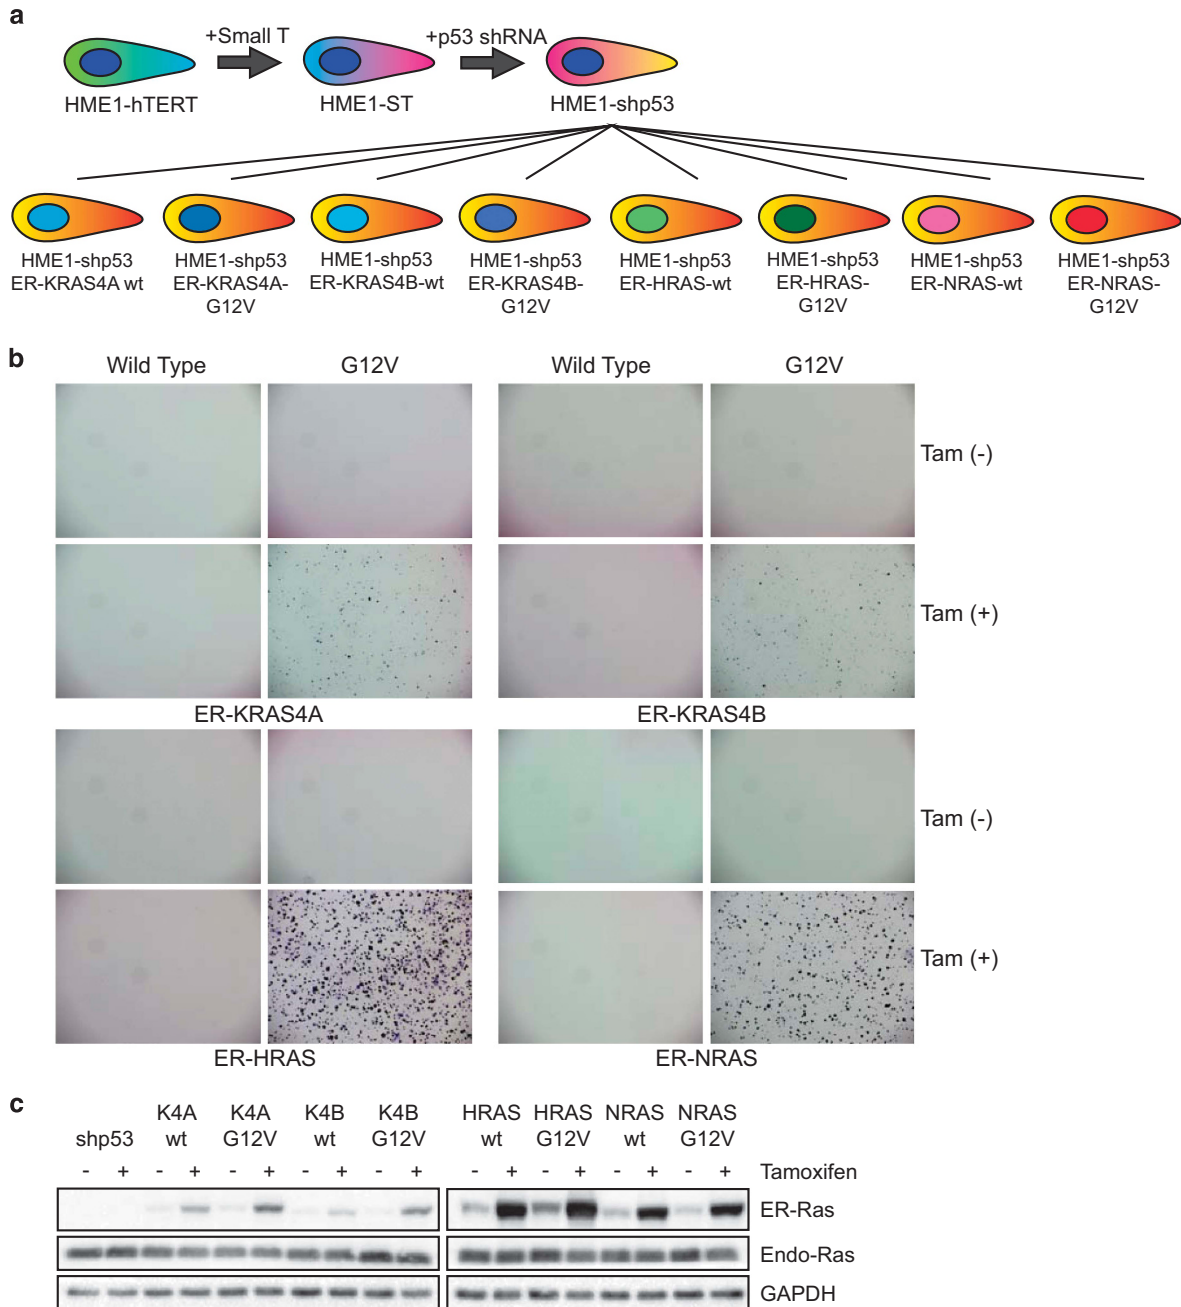 a
+Small T
+p53 shRNA
HME1-hTERT
HME1-ST
HME1-shp53
HME1-shp53
ER-KRAS4A wt
HME1-shp53
ER-KRAS4A-
G12V
HME1-shp53
ER-KRAS4B-wt
HME1-shp53
ER-KRAS4B-
G12V
HME1-shp53
ER-HRAS-wt
HME1-shp53
ER-HRAS-
G12V
HME1-shp53
ER-NRAS-wt
HME1-shp53
ER-NRAS-
G12V
b
Wild Type
G12V
Wild Type
G12V
Tam (-)
Tam (+)
ER-KRAS4A
ER-KRAS4B
Tam (-)
Tam (+)
ER-HRAS
ER-NRAS
c
shp53
K4A
wt
K4A
G12V
K4B
wt
K4B
G12V
HRAS
wt
HRAS
G12V
NRAS
wt
NRAS
G12V
- + - + - + - + - + - + - + - + - + Tamoxifen
ER-Ras
Endo-Ras
GAPDH